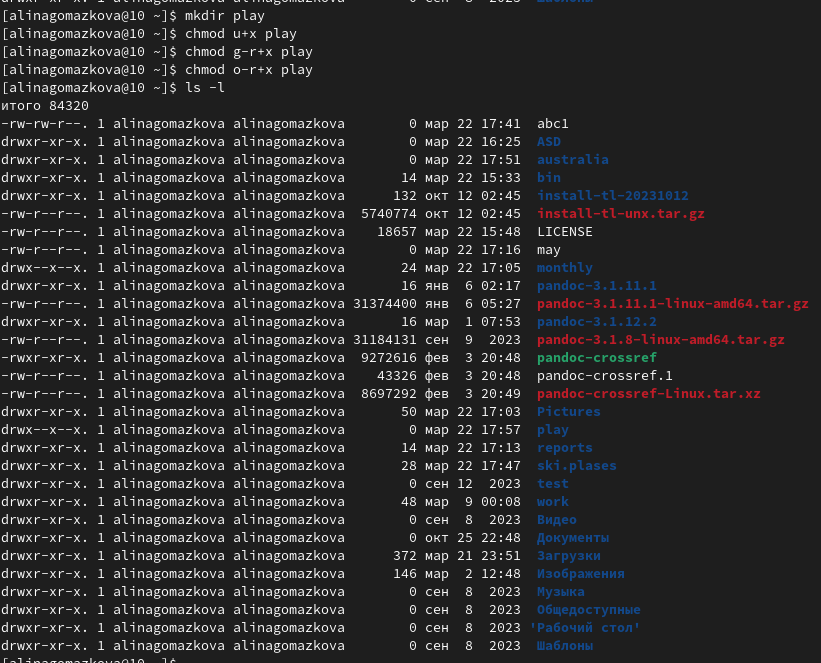 drwxr-xr-x. 1 alinagomazkova alinagomazkova 0 сен 8 2023 Шаблоны
[alinagomazkova@10 ~]$ mkdir play
[alinagomazkova@10 ~]$ chmod u+x play
[alinagomazkova@10 ~]$ chmod g-r+x play
[alinagomazkova@10 ~]$ chmod o-r+x play
[alinagomazkova@10 ~]$ ls -l
итого 84320
-rw-rw-r--. 1 alinagomazkova alinagomazkova 0 мар 22 17:41 abc1
drwxr-xr-x. 1 alinagomazkova alinagomazkova 0 мар 22 16:25 ASD
drwxr-xr-x. 1 alinagomazkova alinagomazkova 0 мар 22 17:51 australia
drwxr-xr-x. 1 alinagomazkova alinagomazkova 14 мар 22 15:33 bin
drwxr-xr-x. 1 alinagomazkova alinagomazkova 132 окт 12 02:45 install-tl-20231012
-rw-r--r--. 1 alinagomazkova alinagomazkova 5740774 окт 12 02:45 install-tl-unx.tar.gz
-rw-r--r--. 1 alinagomazkova alinagomazkova 18657 мар 22 15:48 LICENSE
-rw-r--r--. 1 alinagomazkova alinagomazkova 0 мар 22 17:16 may
drwx--x--x. 1 alinagomazkova alinagomazkova 24 мар 22 17:05 monthly
drwxr-xr-x. 1 alinagomazkova alinagomazkova 16 янв 6 02:17 pandoc-3.1.11.1
-rw-r--r--. 1 alinagomazkova alinagomazkova 31374400 янв 6 05:27 pandoc-3.1.11.1-linux-amd64.tar.gz
drwxr-xr-x. 1 alinagomazkova alinagomazkova 16 мар 1 07:53 pandoc-3.1.12.2
-rw-r--r--. 1 alinagomazkova alinagomazkova 31184131 сен 9 2023 pandoc-3.1.8-linux-amd64.tar.gz
-rwxr-xr-x. 1 alinagomazkova alinagomazkova 9272616 фев 3 20:48 pandoc-crossref
-rw-r--r--. 1 alinagomazkova alinagomazkova 43326 фев 3 20:48 pandoc-crossref.1
-rw-r--r--. 1 alinagomazkova alinagomazkova 8697292 фев 3 20:49 pandoc-crossref-Linux.tar.xz
drwxr-xr-x. 1 alinagomazkova alinagomazkova 50 мар 22 17:03 Pictures
drwx--x--x. 1 alinagomazkova alinagomazkova 0 мар 22 17:57 play
drwxr-xr-x. 1 alinagomazkova alinagomazkova 14 мар 22 17:13 reports
drwxr-xr-x. 1 alinagomazkova alinagomazkova 28 мар 22 17:47 ski.plases
drwxr-xr-x. 1 alinagomazkova alinagomazkova 0 сен 12 2023 test
drwxr-xr-x. 1 alinagomazkova alinagomazkova 48 мар 9 00:08 work
drwxr-xr-x. 1 alinagomazkova alinagomazkova 0 сен 8 2023 Видео
drwxr-xr-x. 1 alinagomazkova alinagomazkova 0 окт 25 22:48 Документы
drwxr-xr-x. 1 alinagomazkova alinagomazkova 372 мар 21 23:51 Загрузки
drwxr-xr-x. 1 alinagomazkova alinagomazkova 146 мар 2 12:48 Изображения
drwxr-xr-x. 1 alinagomazkova alinagomazkova 0 сен 8 2023 Музыка
drwxr-xr-x. 1 alinagomazkova alinagomazkova 0 сен 8 2023 Общедоступные
drwxr-xr-x. 1 alinagomazkova alinagomazkova 0 сен 8 2023 'Рабочий стол'
drwxr-xr-x. 1 alinagomazkova alinagomazkova 0 сен 8 2023 Шаблоны
[alinagomazkova@10 ~]$